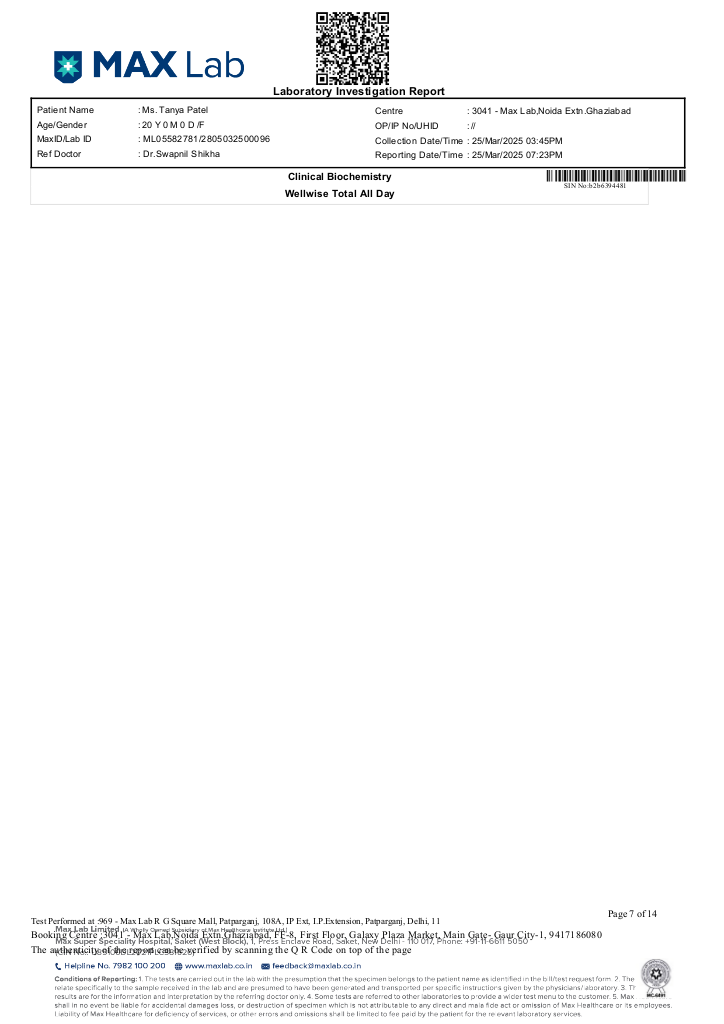 MAX Lab
Laboratory Investigation Report
Patient Name : Ms. Tanya Patel
Age/Gender : 20 Y 0 M 0 D /F
MaxID/Lab ID : ML05582781/2805032500096
Ref Doctor : Dr.Swapnil Shikha
Centre : 3041 - Max Lab,Noida Extn.Ghaziabad
OP/IP No/UHID : //
Collection Date/Time : 25/Mar/2025 03:45PM
Reporting Date/Time : 25/Mar/2025 07:23PM
Clinical Biochemistry
SIN No:b2b6394481
Wellwise Total All Day
Page 7 of 14
Test Performed at :969 - Max Lab R G Square Mall, Patparganj, 108A, IP Ext, I.P.Extension, Patparganj, Delhi, 11
Max Lab Limited (A Wholly Owned Subsidiary of Max Healthcare Institute Ltd.)
Booking Centre :3041 - Max Lab,Noida Extn.Ghaziabad, FF-8, First Floor, Galaxy Plaza Market, Main Gate- Gaur City-1, 9417186080
Max Super Speciality Hospital, Saket (West Block), 1, Press Enclave Road, Saket, New Delhi - 110 017, Phone: +91-11-6611 5050
The authenticity of the report can be verified by scanning the Q R Code on top of the page
Helpline No. 7982 100 200 www.maxlab.co.in feedback@maxlab.co.in
Conditions of Reporting: 1. The tests are carried out in the lab with the presumption that the specimen belongs to the patient name as identified in the bill/test request form. 2. The
relate specifically to the sample received in the lab and are presumed to have been generated and transported per specific instructions given by the physicians/ aboratory. 3. Th
results are for the information and interpretation by the referring doctor only. 4. Some tests are referred to other laboratories to provide a wider test menu to the customer. 5. Max
shall in no event be liable for accidental damages loss, or destruction of specimen which is not attributable to any direct and mala fide act or omission of Max Healthcare or its employees.
Liability of Max Healthcare for deficiency of services, or other errors and omissions shall be limited to fee paid by the patient for the re evant laboratory services.